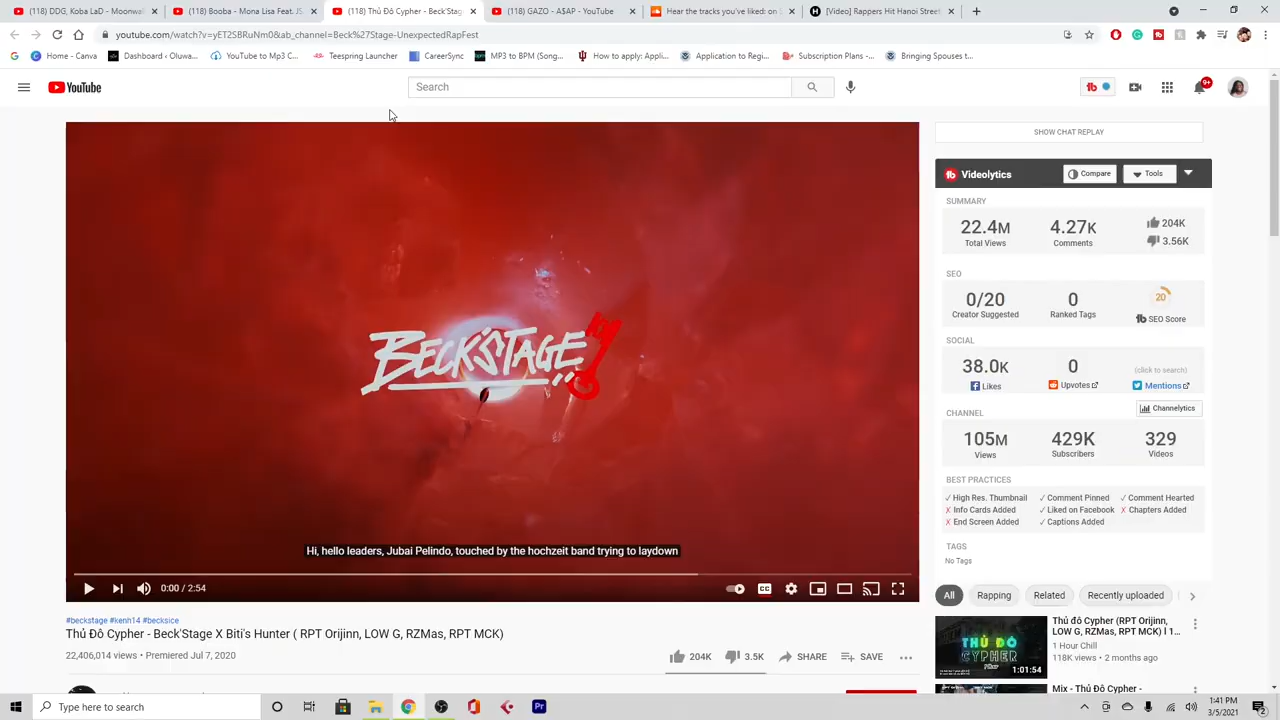 (118) DDG, OG Parker - Moonwal
(118) Booba - Mona Lisa Feat. JS
(118) Thủ Đô Cypher - Beck'Stage
(118) GAZO - A$AP - YouTube
Hear the tracks you've liked on S
(Video) Rappers Hit Hanoi Street
youtube.com/watch?v=yET2SBRuNm0&ab_channel=Beck%27Stage-UnexpectedRapFest
Home - Canva
Dashboard - Oluwa...
YouTube to Mp3 C...
Teespring Launcher
CareerSync
MP3 to BPM (Song...
How to apply: Appli...
Application to Regi...
Subscription Plans -...
Bringing Spouses t...
YouTube
Search
9+
SHOW CHAT REPLAY
Videolytics
Compare
Tools
SUMMARY
22.4M
Total Views
4.27K
Comments
204K
3.56K
SEO
0/20
Creator Suggested
0
Ranked Tags
20
SEO Score
SOCIAL
38.0K
Likes
0
Upvotes
(click to search)
Mentions
Channelytics
CHANNEL
105M
Views
429K
Subscribers
329
Videos
BEST PRACTICES
✓ High Res. Thumbnail
✓ Comment Pinned
✓ Comment Hearted
✗ Info Cards Added
✓ Liked on Facebook
✗ Chapters Added
✗ End Screen Added
✓ Captions Added
TAGS
No Tags
All
Rapping
Related
Recently uploaded
THỦ ĐÔ
CYPHER
1:01:54
Thủ đô Cypher (RPT Orijinn,
LOW G, RZMas, RPT MCK) l 1...
1 Hour Chill
118K views • 2 months ago
Mix - Thủ Đô Cypher -
BECK'STAGE
Hi, hello leaders, Jubai Pelindo, touched by the hochzeit band trying to laydown
0:00 / 2:54
#beckstage #kenh14 #becksice
Thủ Đô Cypher - Beck'Stage X Biti's Hunter ( RPT Orijinn, LOW G, RZMas, RPT MCK)
22,406,014 views • Premiered Jul 7, 2020
204K
3.5K
SHARE
SAVE
Type here to search
1:41 PM
3/5/2021
2